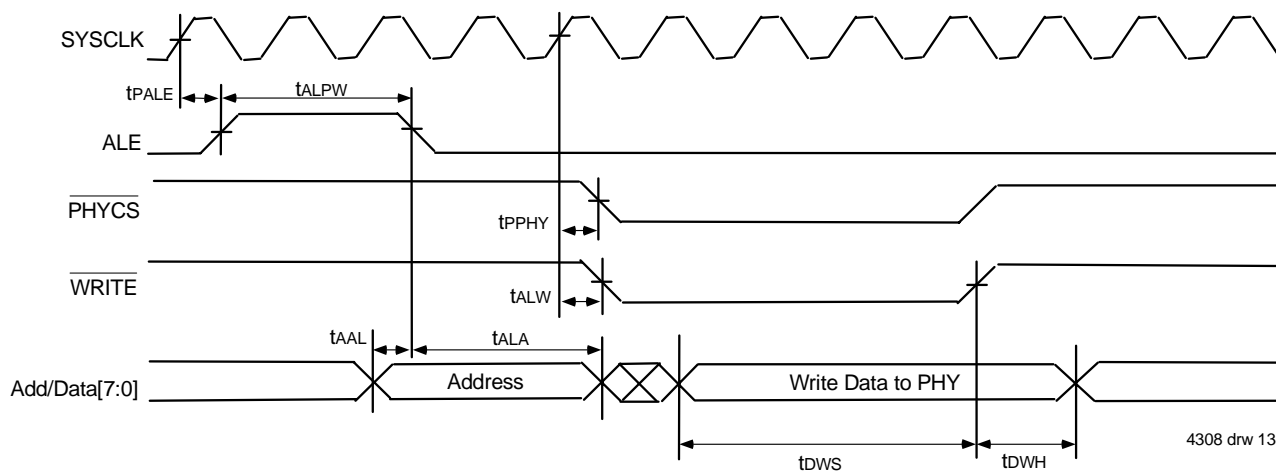 SYSCLK
tPALE
tALPW
ALE
PHYCS
tPPHY
WRITE
tALW
tAAL
tALA
Add/Data[7:0]
Address
Write Data to PHY
4308 drw 13
tDWS
tDWH